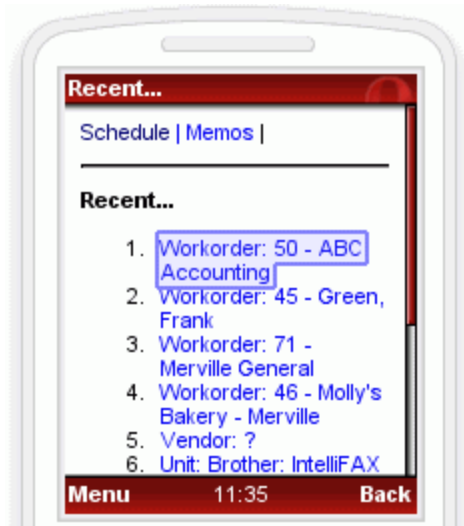 Recent...
Schedule | Memos |
Recent...
1. Workorder: 50 - ABC
Accounting
2. Workorder: 45 - Green,
Frank
3. Workorder: 71 -
Merville General
4. Workorder: 46 - Molly's
Bakery - Merville
5. Vendor: ?
6. Unit: Brother: IntelliFAX
Menu 11:35 Back